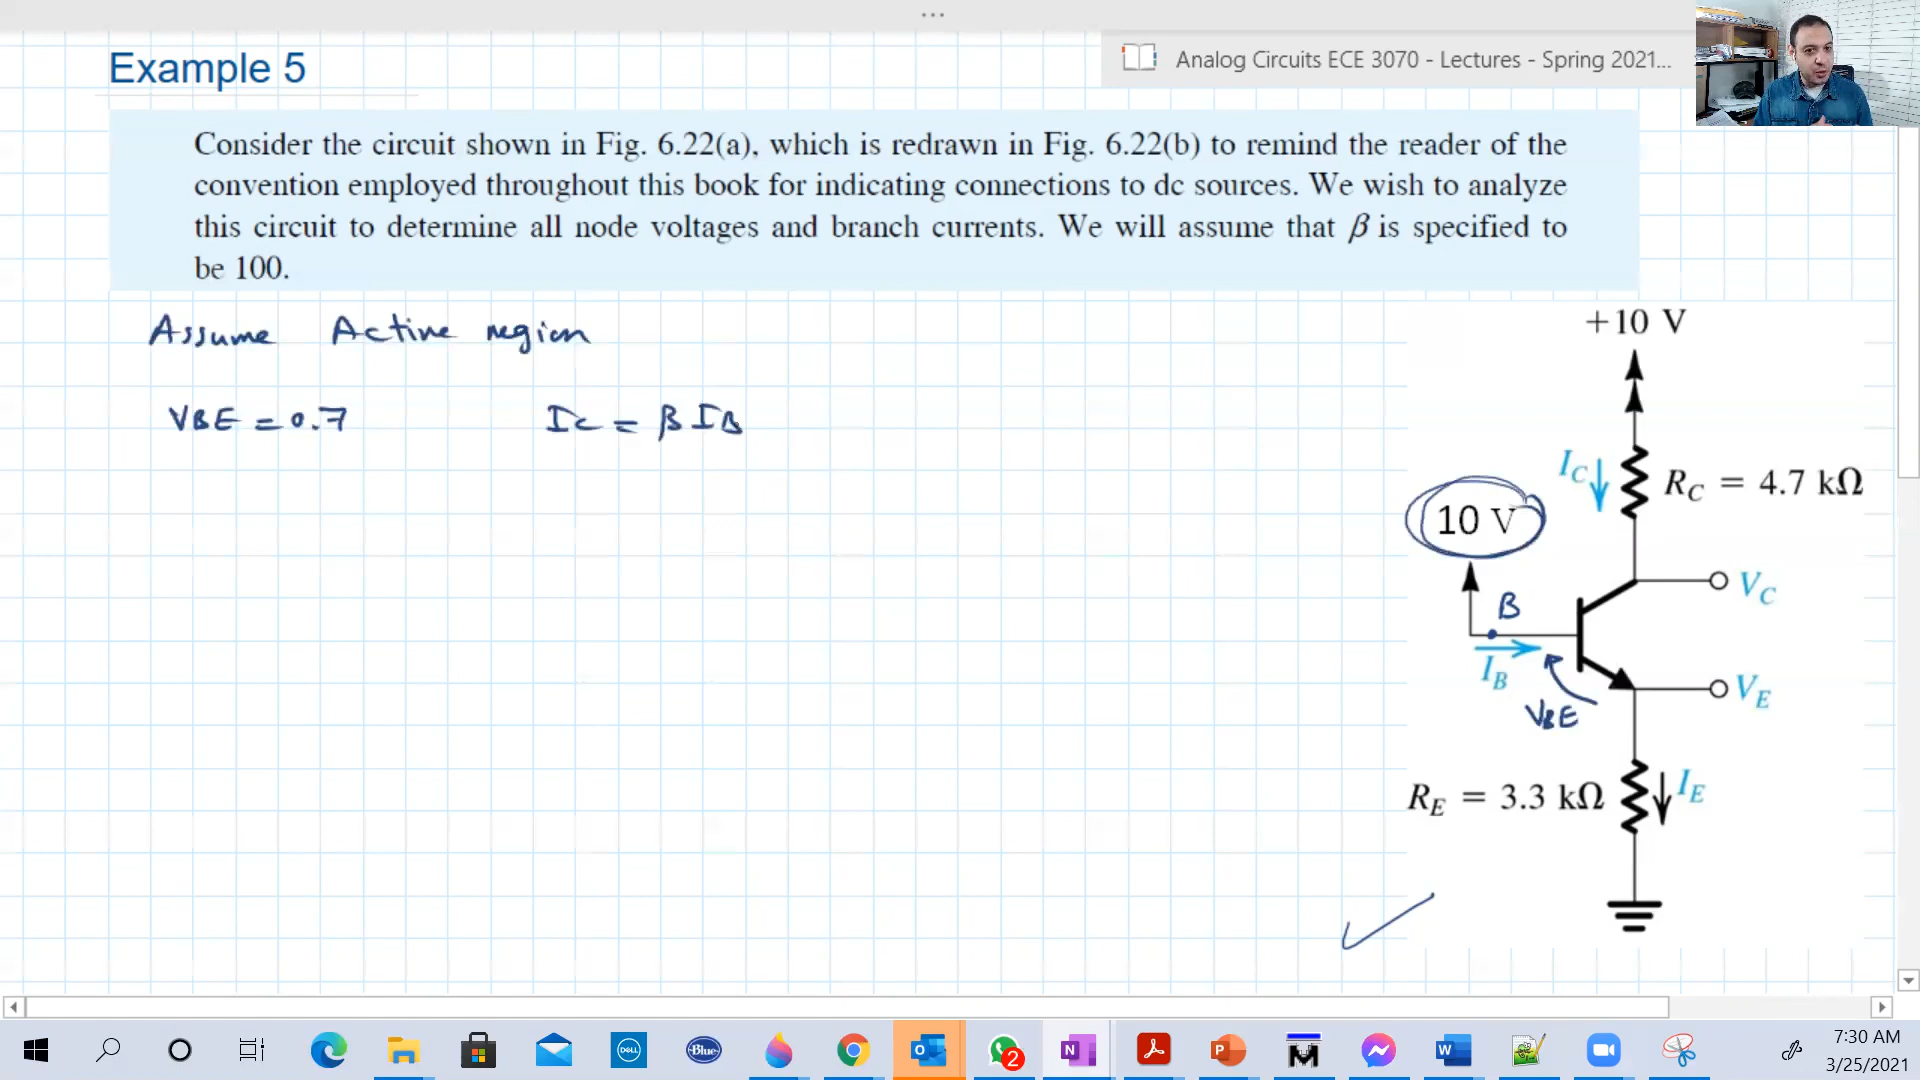 Example 5
Analog Circuits ECE 3070 - Lectures - Spring 2021...
Consider the circuit shown in Fig. 6.22(a), which is redrawn in Fig. 6.22(b) to remind the reader of the
convention employed throughout this book for indicating connections to dc sources. We wish to analyze
this circuit to determine all node voltages and branch currents. We will assume that β is specified to
be 100.
Assume Active region
VBE = 0.7 IC = β IB
+10 V
IC
RC = 4.7 kΩ
10 V
B
VC
IB
VBE
VE
RE = 3.3 kΩ
IE
DELL
Blue
2
N
P
W
7:30 AM
3/25/2021